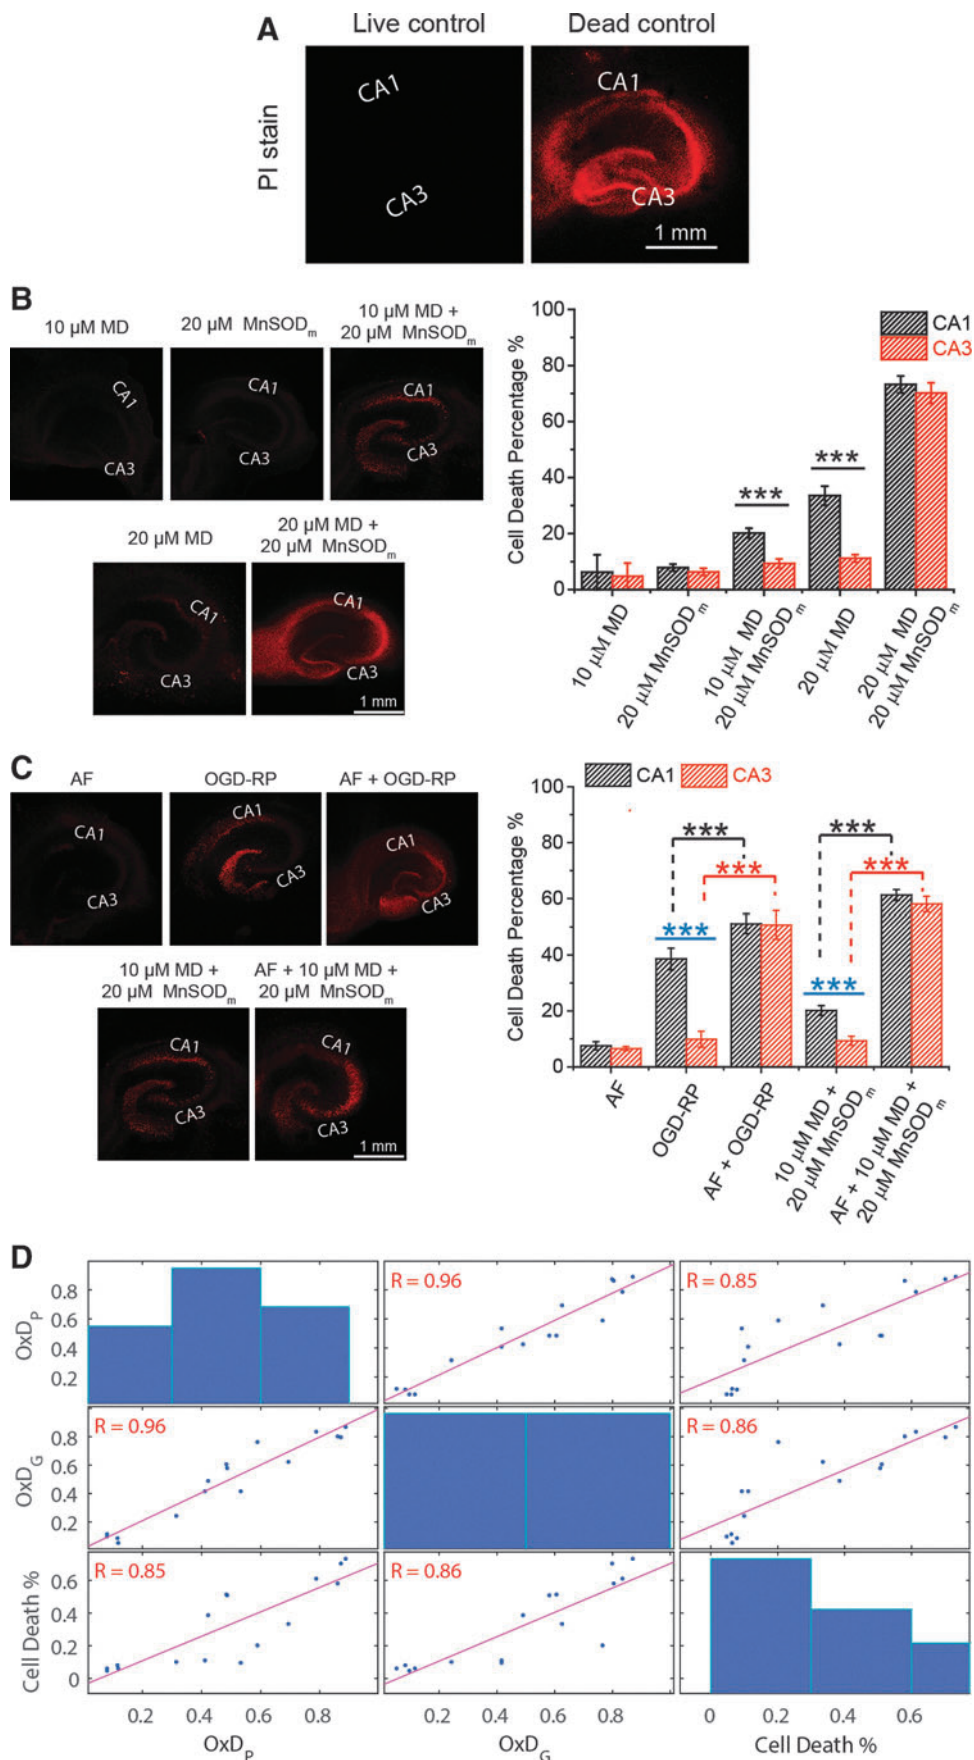 A
Live control
Dead control
PI stain
CA1
CA3
CA1
CA3
1 mm
B
10 µM MD
20 µM MnSODm
10 µM MD +
20 µM MnSODm
CA1
CA3
CA1
CA3
CA1
CA3
20 µM MD
20 µM MD +
20 µM MnSODm
CA1
CA3
CA1
CA3
1 mm
Cell Death Percentage %
100
80
60
40
20
0
CA1
CA3
***
***
10 µM MD
20 µM MnSODm
10 µM MD
20 µM MnSODm
20 µM MD
20 µM MD
20 µM MnSODm
C
AF
OGD-RP
AF + OGD-RP
CA1
CA3
CA1
CA3
CA1
CA3
10 µM MD +
20 µM MnSODm
AF + 10 µM MD +
20 µM MnSODm
CA1
CA3
CA1
CA3
1 mm
Cell Death Percentage %
100
80
60
40
20
0
CA1
CA3
***
***
***
***
***
***
AF
OGD-RP
AF + OGD-RP
10 µM MD +
20 µM MnSODm
AF + 10 µM MD +
20 µM MnSODm
D
OxDP
0.8
0.6
0.4
0.2
R = 0.96
R = 0.85
OxDG
0.8
0.6
0.4
0.2
R = 0.96
R = 0.86
Cell Death %
0.6
0.4
0.2
0
R = 0.85
R = 0.86
0.2 0.4 0.6 0.8
0.2 0.4 0.6 0.8
0 0.2 0.4 0.6
OxDP
OxDG
Cell Death %